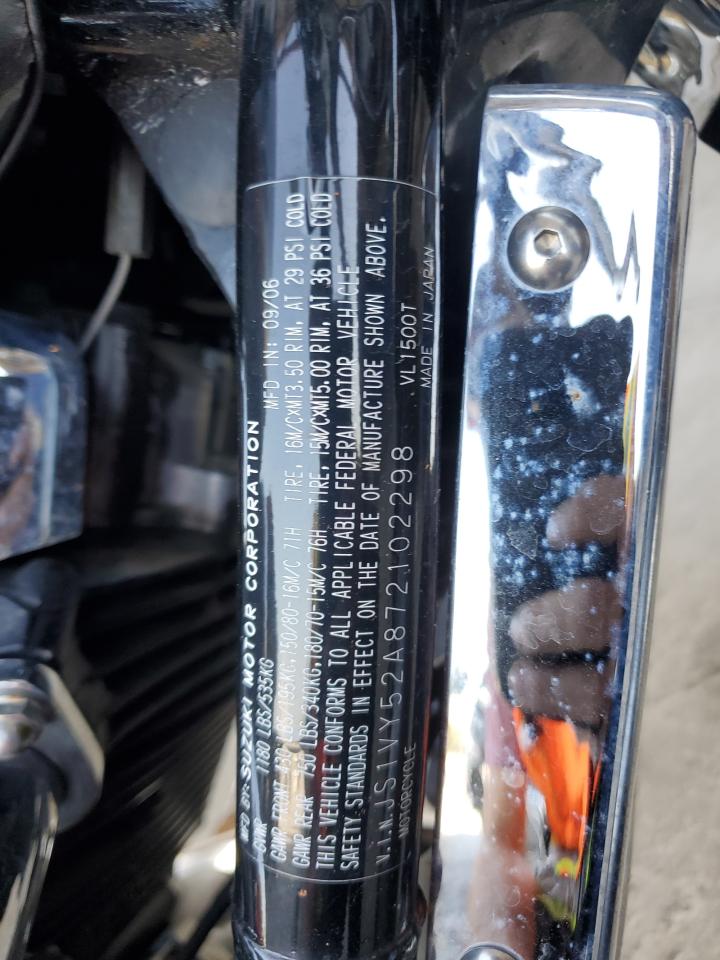 MFD BY: SUZUKI MOTOR CORPORATION
GVWR 1180 LBS/535KG MFD IN: 09/06
GAWR FRONT 430 LBS/195KG, 150/80-16M/C 71H TIRE, 16M/CXMT3.50 RIM, AT 29 PSI COLD
GAWR REAR 750 LBS/340KG, 180/70-15M/C 76H TIRE, 15M/CXMT5.00 RIM, AT 36 PSI COLD
THIS VEHICLE CONFORMS TO ALL APPLICABLE FEDERAL MOTOR VEHICLE
SAFETY STANDARDS IN EFFECT ON THE DATE OF MANUFACTURE SHOWN ABOVE.
V.I.N. JS1VY52A872102298 VL1500T
MOTORCYCLE MADE IN JAPAN